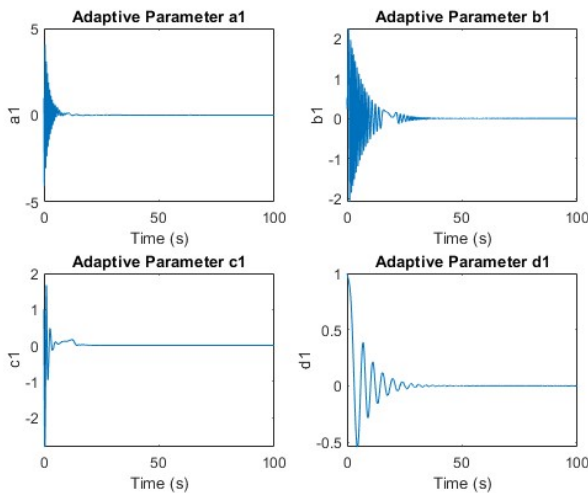 Adaptive Parameter a1
5
0
-5
a1
0
50
100
Time (s)
Adaptive Parameter b1
2
1
0
-1
-2
b1
0
50
100
Time (s)
Adaptive Parameter c1
2
1
0
-1
-2
c1
0
50
100
Time (s)
Adaptive Parameter d1
1
0.5
0
-0.5
d1
0
50
100
Time (s)